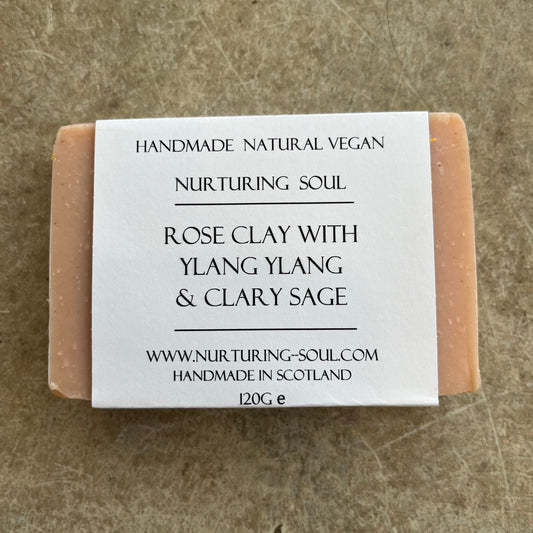 HANDMADE NATURAL VEGAN
NURTURING SOUL
ROSE CLAY WITH
YLANG YLANG
& CLARY SAGE
WWW.NURTURING-SOUL.COM
HANDMADE IN SCOTLAND
120G e